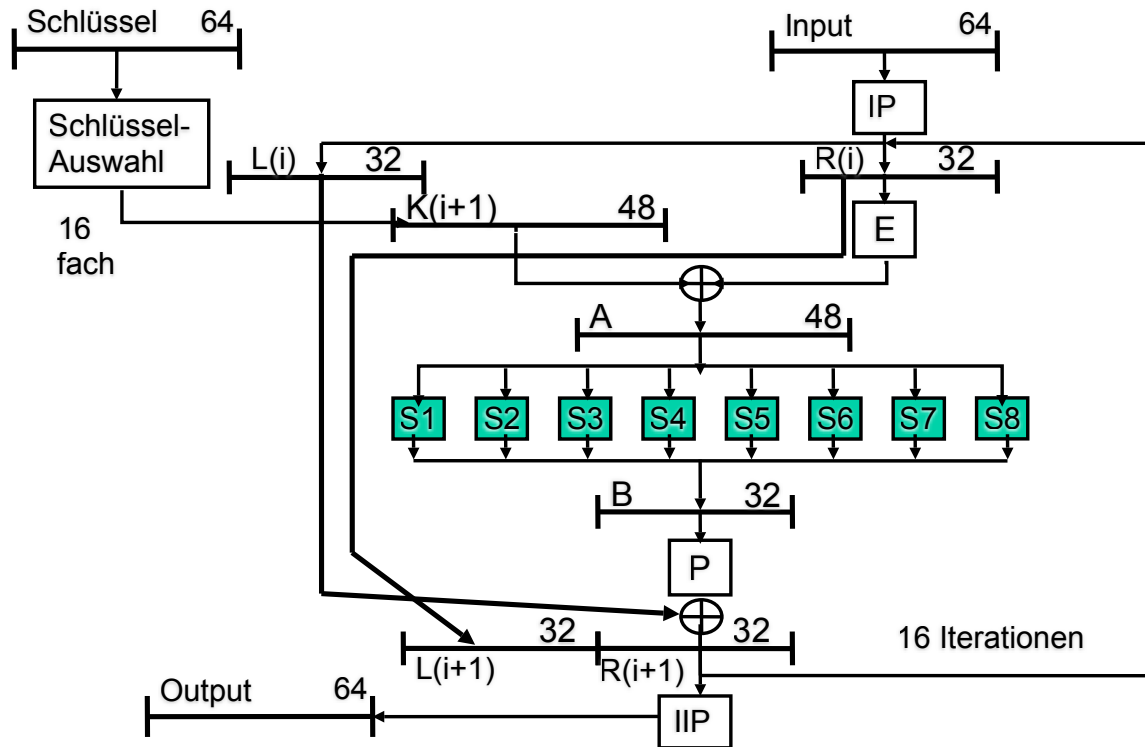 Schlüssel 64
Input 64
Schlüssel-
Auswahl
IP
L(i) 32
R(i) 32
K(i+1) 48
16
fach
E
A 48
S1 S2 S3 S4 S5 S6 S7 S8
B 32
P
32 32
16 Iterationen
L(i+1) R(i+1)
Output 64
IIP